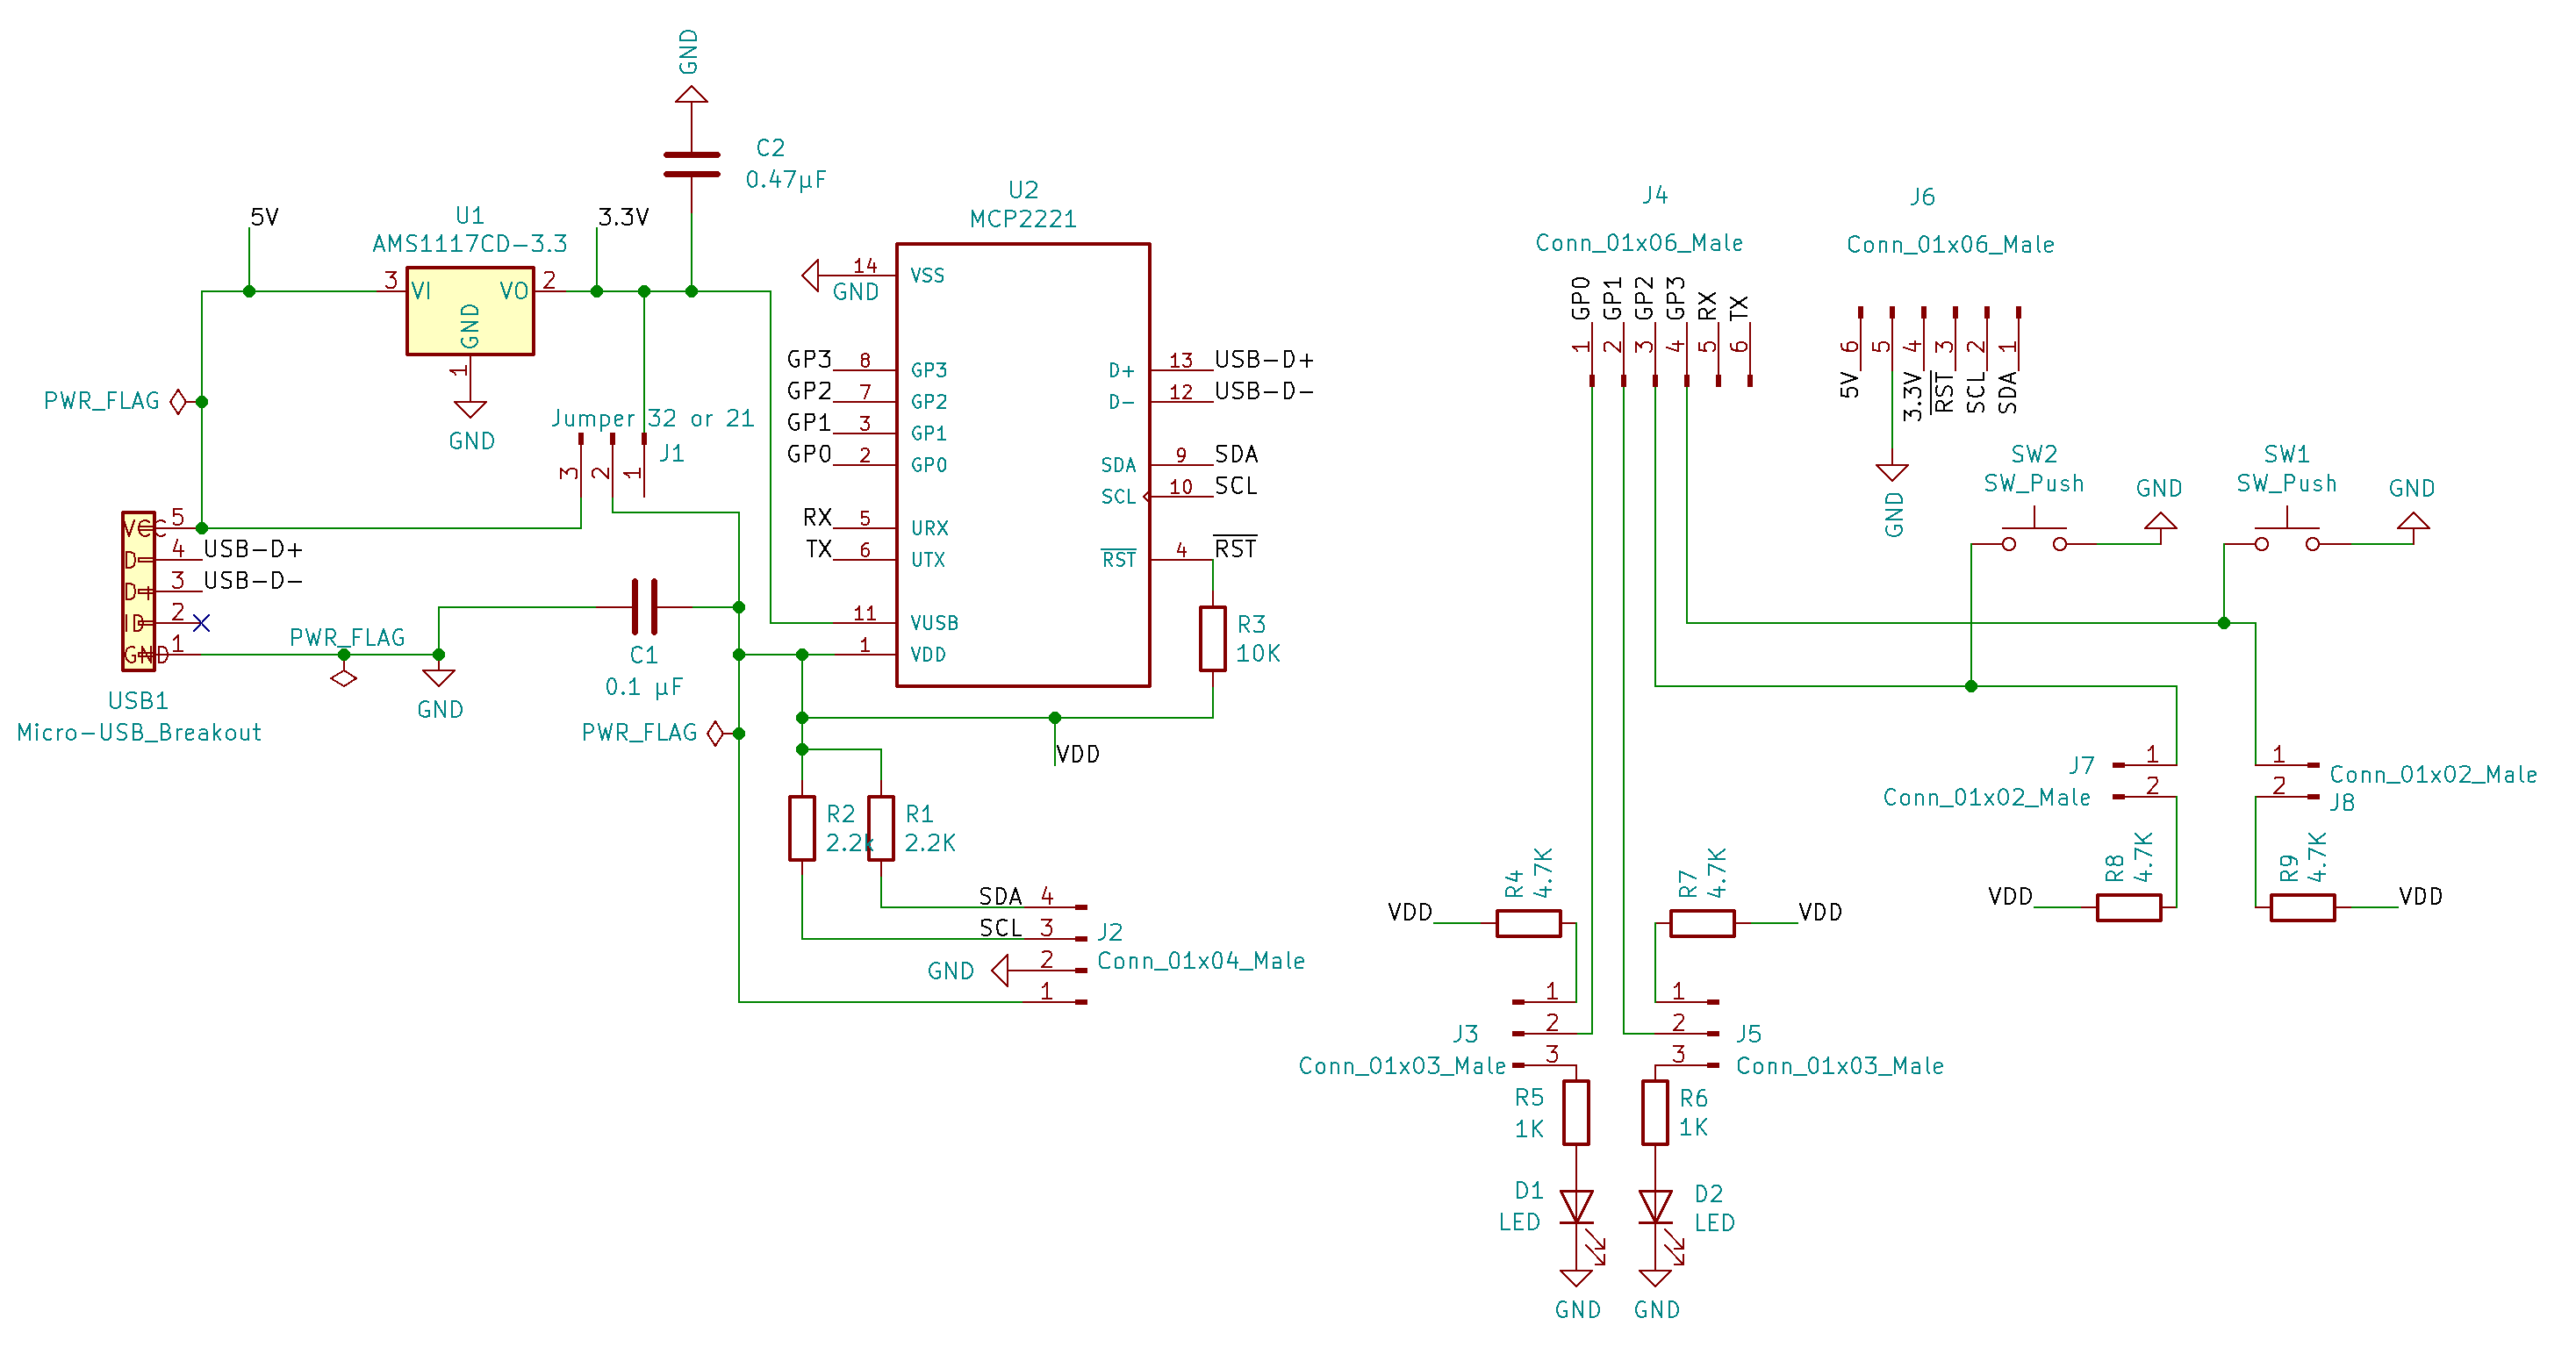 GND
C2
0.47µF
5V
U1
AMS1117CD-3.3
3
VI
VO
2
GND
1
GND
3.3V
PWR_FLAG
Jumper 32 or 21
J1
3
2
1
VCC
5
D-
4
USB-D+
D+
3
USB-D-
ID
2
GND
1
USB1
Micro-USB_Breakout
PWR_FLAG
GND
C1
0.1 µF
PWR_FLAG
U2
MCP2221
14
VSS
GND
GP3
8
GP3
GP2
7
GP2
GP1
3
GP1
GP0
2
GP0
RX
5
URX
TX
6
UTX
11
VUSB
1
VDD
D+
13
USB-D+
D-
12
USB-D-
SDA
9
SDA
SCL
10
SCL
RST
4
RST
R3
10K
VDD
R2
2.2k
R1
2.2K
SDA
4
SCL
3
GND
2
1
J2
Conn_01x04_Male
J4
Conn_01x06_Male
GP0
GP1
GP2
GP3
RX
TX
1
2
3
4
5
6
J6
Conn_01x06_Male
6
5
4
3
2
1
5V
3.3V
RST
SCL
SDA
GND
SW2
SW_Push
GND
SW1
SW_Push
GND
J7
Conn_01x02_Male
1
2
1
2
Conn_01x02_Male
J8
R8
4.7K
VDD
R9
4.7K
VDD
R4
4.7K
VDD
R7
4.7K
VDD
1
2
3
J3
Conn_01x03_Male
1
2
3
J5
Conn_01x03_Male
R5
1K
R6
1K
D1
LED
D2
LED
GND
GND